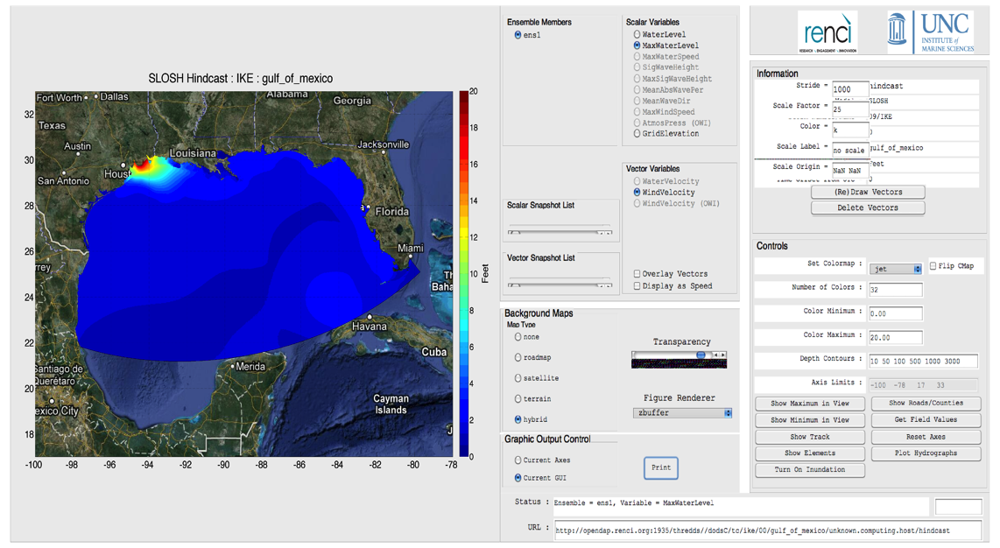 SLOSH Hindcast : IKE : gulf_of_mexico
Fort Worth
Dallas
Alabama
Georgia
Texas
Austin
Jacksonville
Louisiana
Houst
San Antonio
a
Florida
Miami
rrey
Th
Baha
Havana
Cuba
Merida
Santiago de
Querétaro
exico City
Cayman
Islands
J
32
30
28
26
24
22
20
18
-100
-98
-96
-94
-92
-90
-88
-86
-84
-82
-80
-78
20
18
16
14
12
10
8
6
4
2
0
Feet
Ensemble Members
ens1
Scalar Variables
WaterLevel
MaxWaterLevel
MaxWaterSpeed
SigWaveHeight
MaxSigWaveHeight
MeanAbsWavePer
MeanWaveDir
MaxWindSpeed
AtmosPress (OWI)
GridElevation
Vector Variables
WaterVelocity
WindVelocity
WindVelocity (OWI)
Scalar Snapshot List
Vector Snapshot List
Overlay Vectors
Display as Speed
Background Maps
Map Type
none
roadmap
satellite
terrain
hybrid
Transparency
Figure Renderer
zbuffer
Graphic Output Control
Current Axes
Current GUI
Print
renci
RESEARCH ENGAGEMENT INNOVATION
UNC
INSTITUTE of
MARINE SCIENCES
Information
Stride = 1000 hindcast
SLOSH
Scale Factor = 25
09/IKE
Color = k
Scale Label = no scale gulf_of_mexico
feet
Scale Origin = NaN NaN
(Re)Draw Vectors
Delete Vectors
Controls
Set Colormap : jet Flip CMap
Number of Colors : 32
Color Minimum : 0.00
Color Maximum : 20.00
Depth Contours : 10 50 100 500 1000 3000
Axis Limits : -100 -78 17 33
Show Maximum in View
Show Roads/Counties
Show Minimum in View
Get Field Values
Show Track
Reset Axes
Show Elements
Plot Hydrographs
Turn On Inundation
Status : Ensemble = ens1, Variable = MaxWaterLevel
URL : http://opendap.renci.org:1935/thredds//dodsC/tc/ike/00/gulf_of_mexico/unknown.computing.host/hindcast